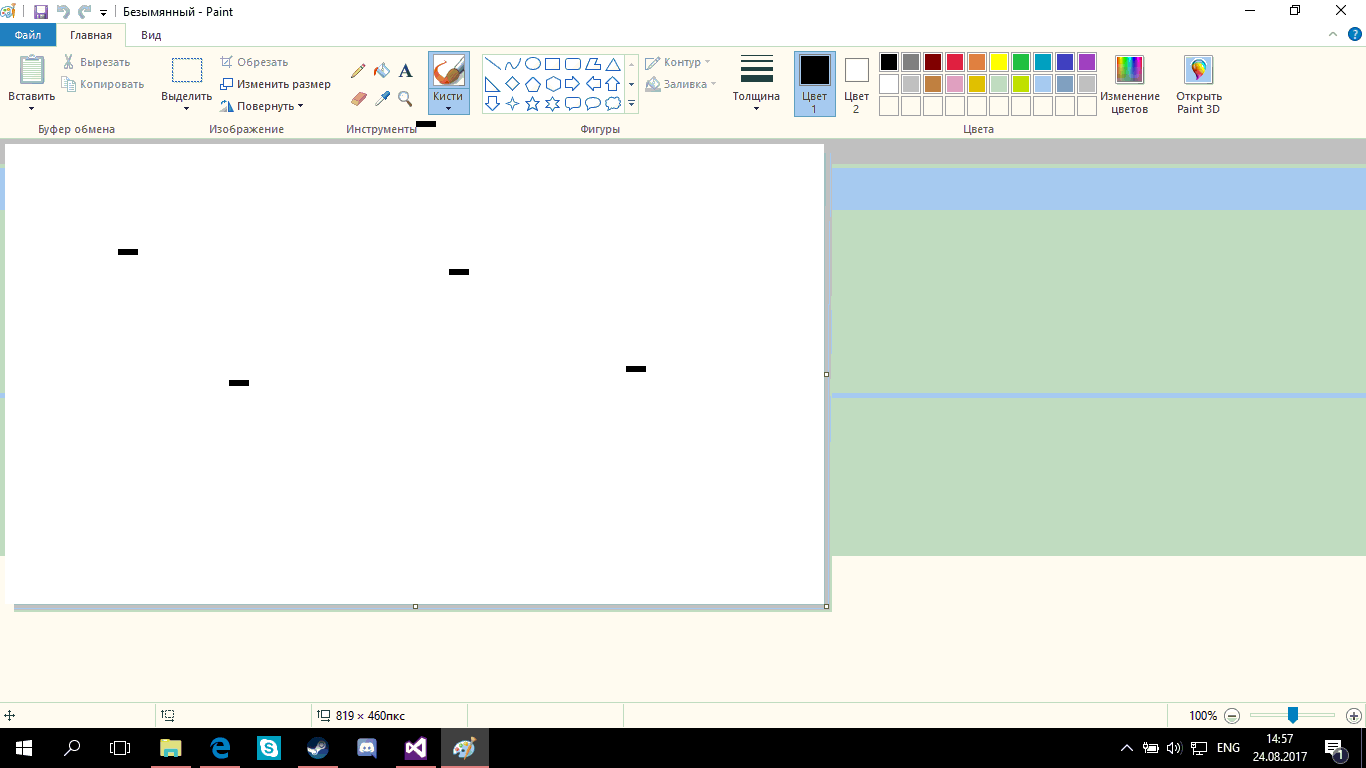 Безымянный - Paint
Файл Главная Вид
Вставить
Вырезать
Копировать
Буфер обмена
Выделить
Обрезать
Изменить размер
Повернуть
Изображение
A
Инструменты
Кисти
Контур
Заливка
Фигуры
Толщина
Цвет 1
Цвет 2
Изменение цветов
Открыть Paint 3D
Цвета
819 × 460пкс
100%
ENG
14:57
24.08.2017
1